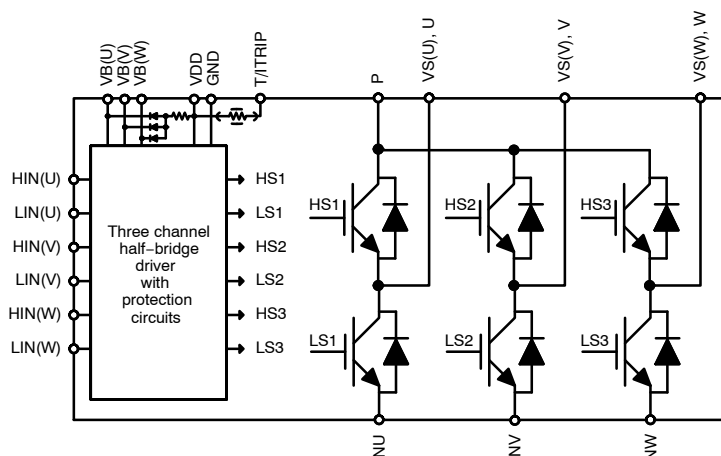 VB(U)
VB(V)
VB(W)
VDD
GND
T/ITRIP
P
VS(U), U
VS(V), V
VS(W), W
HIN(U)
LIN(U)
HIN(V)
LIN(V)
HIN(W)
LIN(W)
Three channel
half−bridge
driver
with
protection
circuits
HS1
LS1
HS2
LS2
HS3
LS3
HS1
HS2
HS3
LS1
LS2
LS3
NU
NV
NW